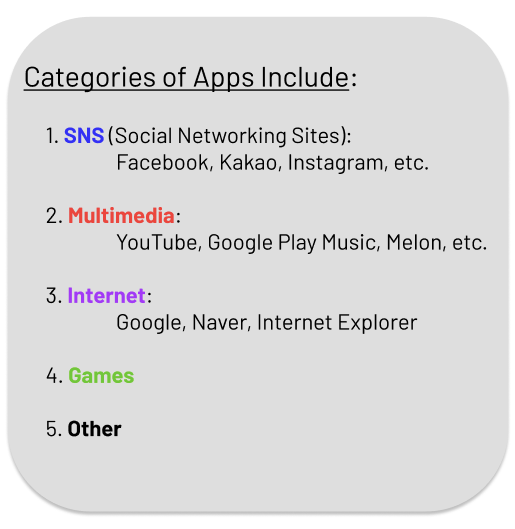 Categories of Apps Include:
1. SNS (Social Networking Sites):
Facebook, Kakao, Instagram, etc.
2. Multimedia:
YouTube, Google Play Music, Melon, etc.
3. Internet:
Google, Naver, Internet Explorer
4. Games
5. Other